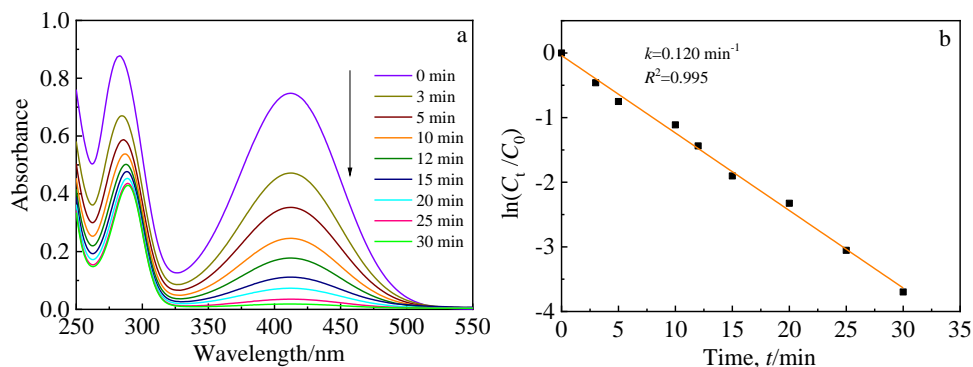 a
1.0
0.8
0.6
0.4
0.2
0.0
Absorbance
0 min
3 min
5 min
10 min
12 min
15 min
20 min
25 min
30 min
250 300 350 400 450 500 550
Wavelength/nm
b
k=0.120 min⁻¹
R²=0.995
0
-1
-2
-3
-4
ln(Cₜ/C₀)
0 5 10 15 20 25 30 35
Time, t/min